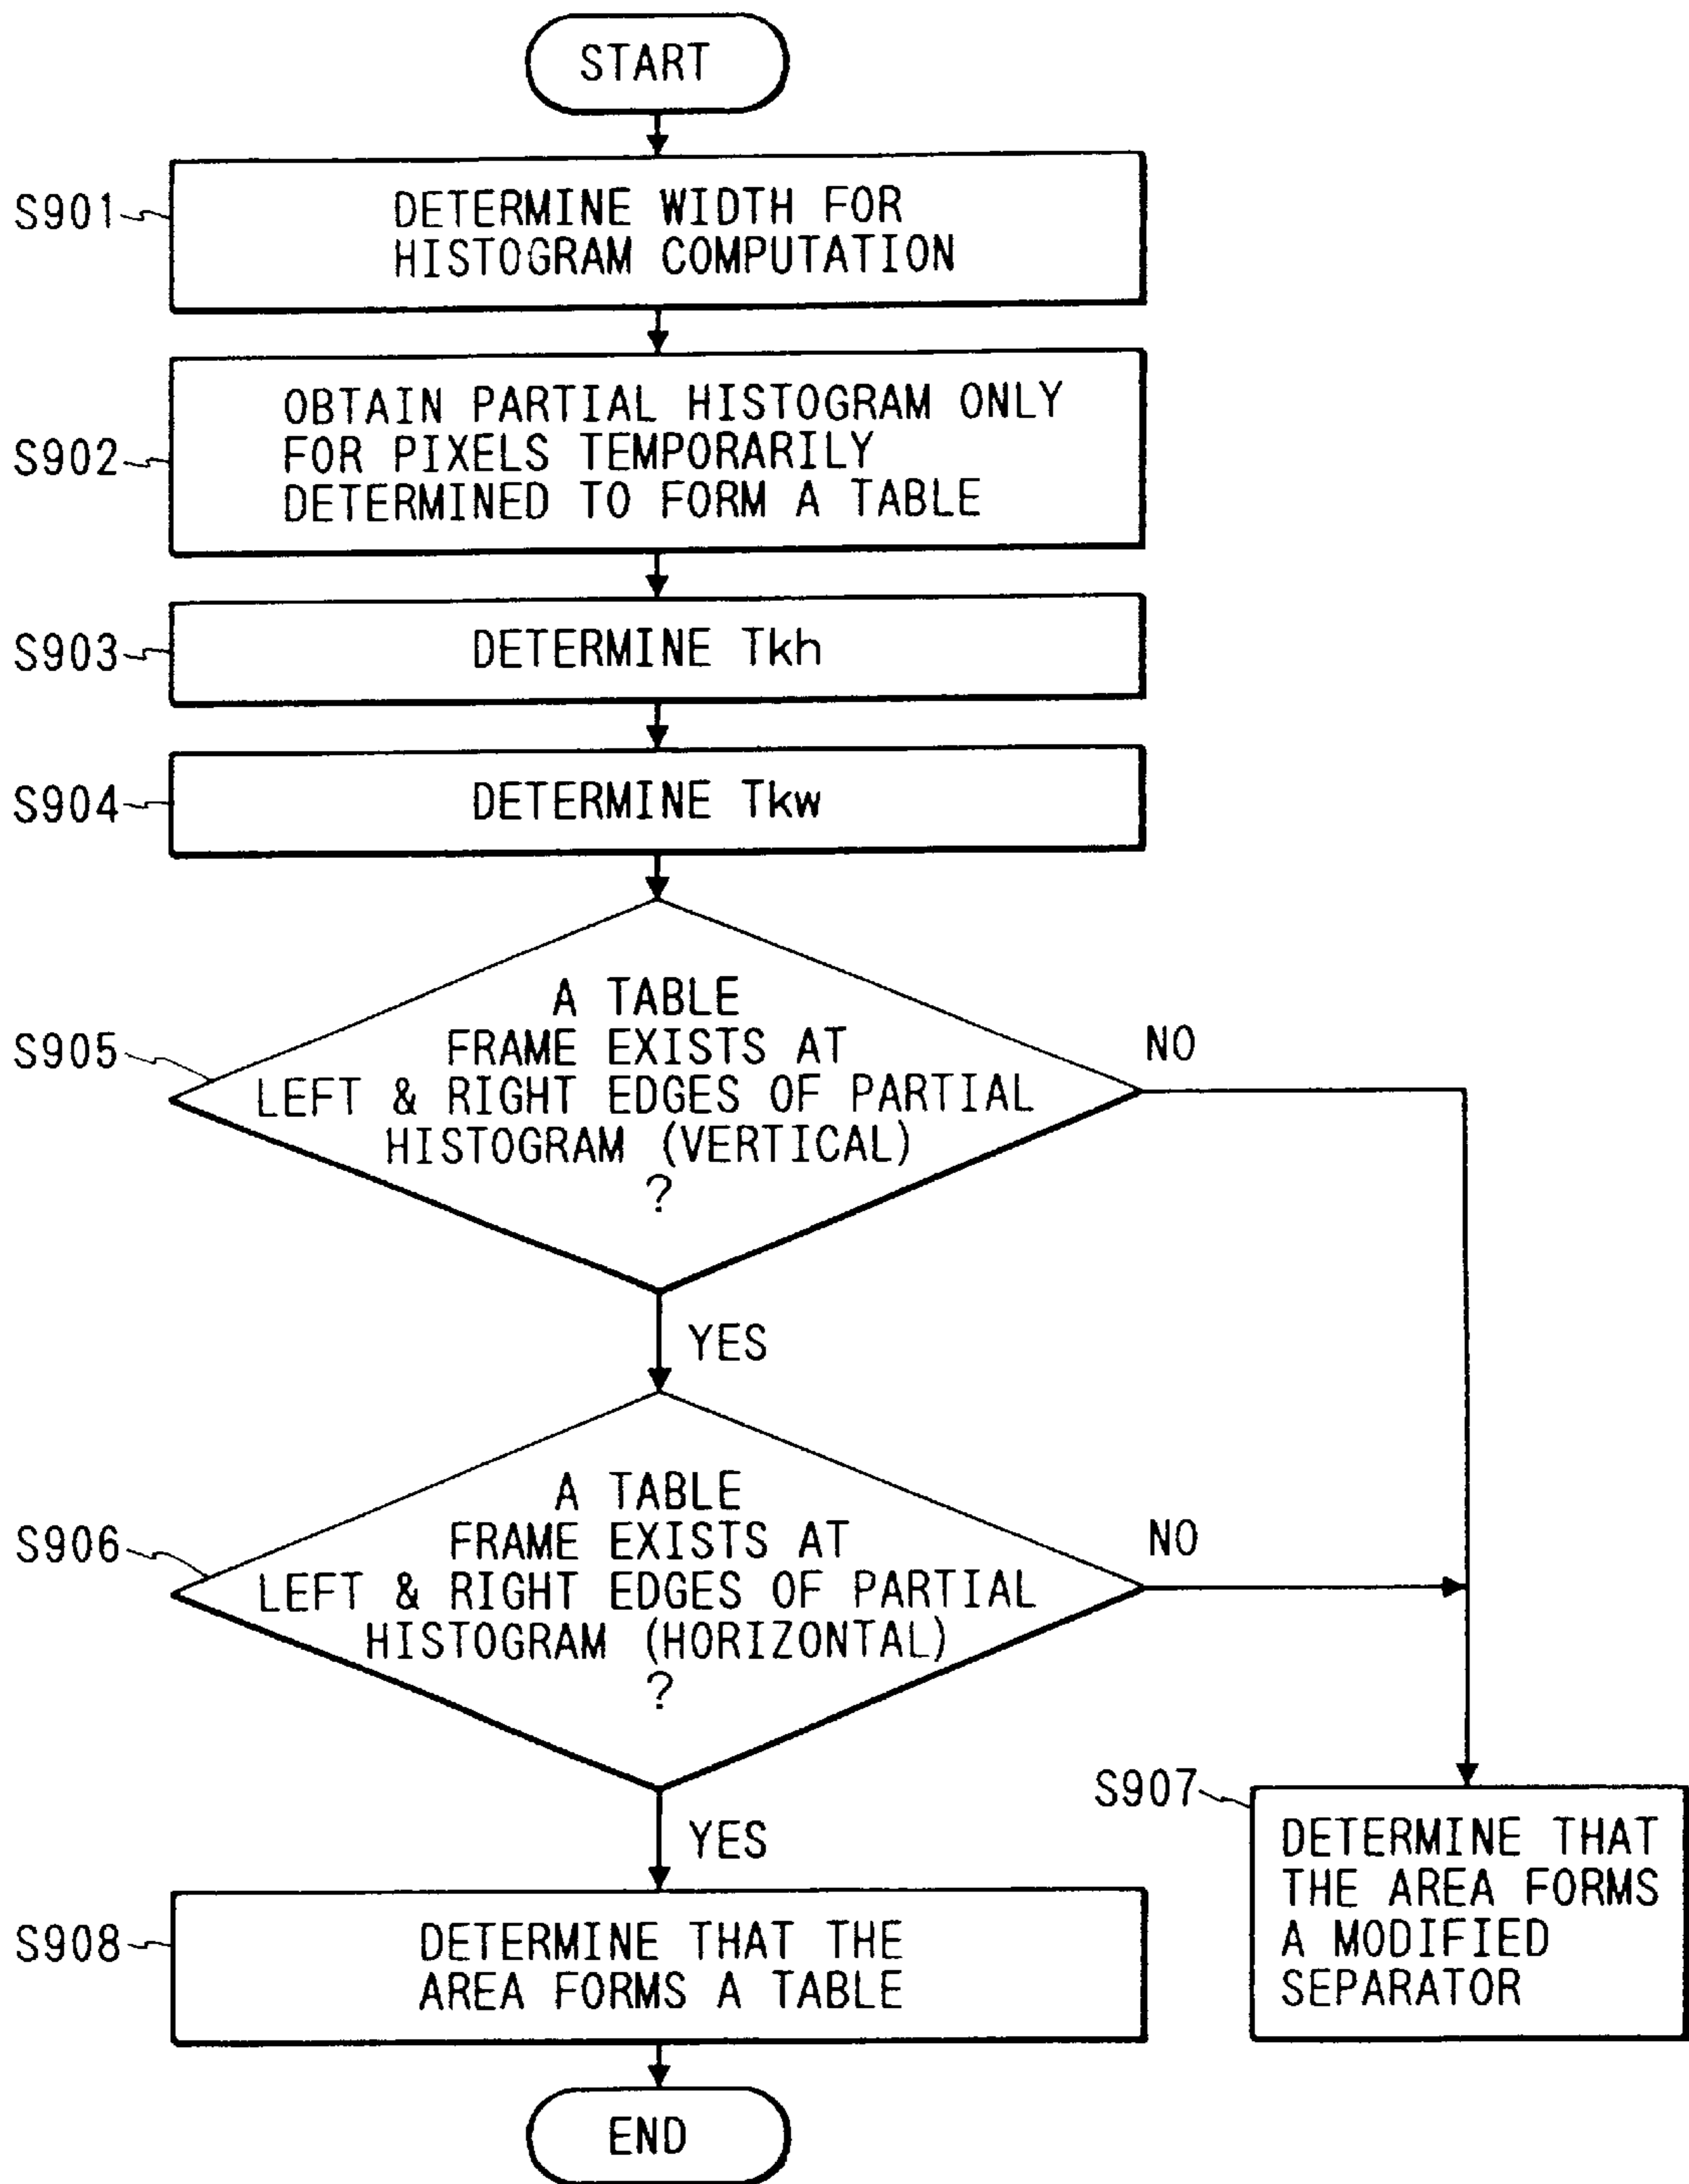 START
S901
DETERMINE WIDTH FOR
HISTOGRAM COMPUTATION
S902
OBTAIN PARTIAL HISTOGRAM ONLY
FOR PIXELS TEMPORARILY
DETERMINED TO FORM A TABLE
S903
DETERMINE Tkh
S904
DETERMINE Tkw
S905
A TABLE
FRAME EXISTS AT
LEFT & RIGHT EDGES OF PARTIAL
HISTOGRAM (VERTICAL)
?
NO
YES
S906
A TABLE
FRAME EXISTS AT
LEFT & RIGHT EDGES OF PARTIAL
HISTOGRAM (HORIZONTAL)
?
NO
YES
S907
DETERMINE THAT
THE AREA FORMS
A MODIFIED
SEPARATOR
S908
DETERMINE THAT THE
AREA FORMS A TABLE
END